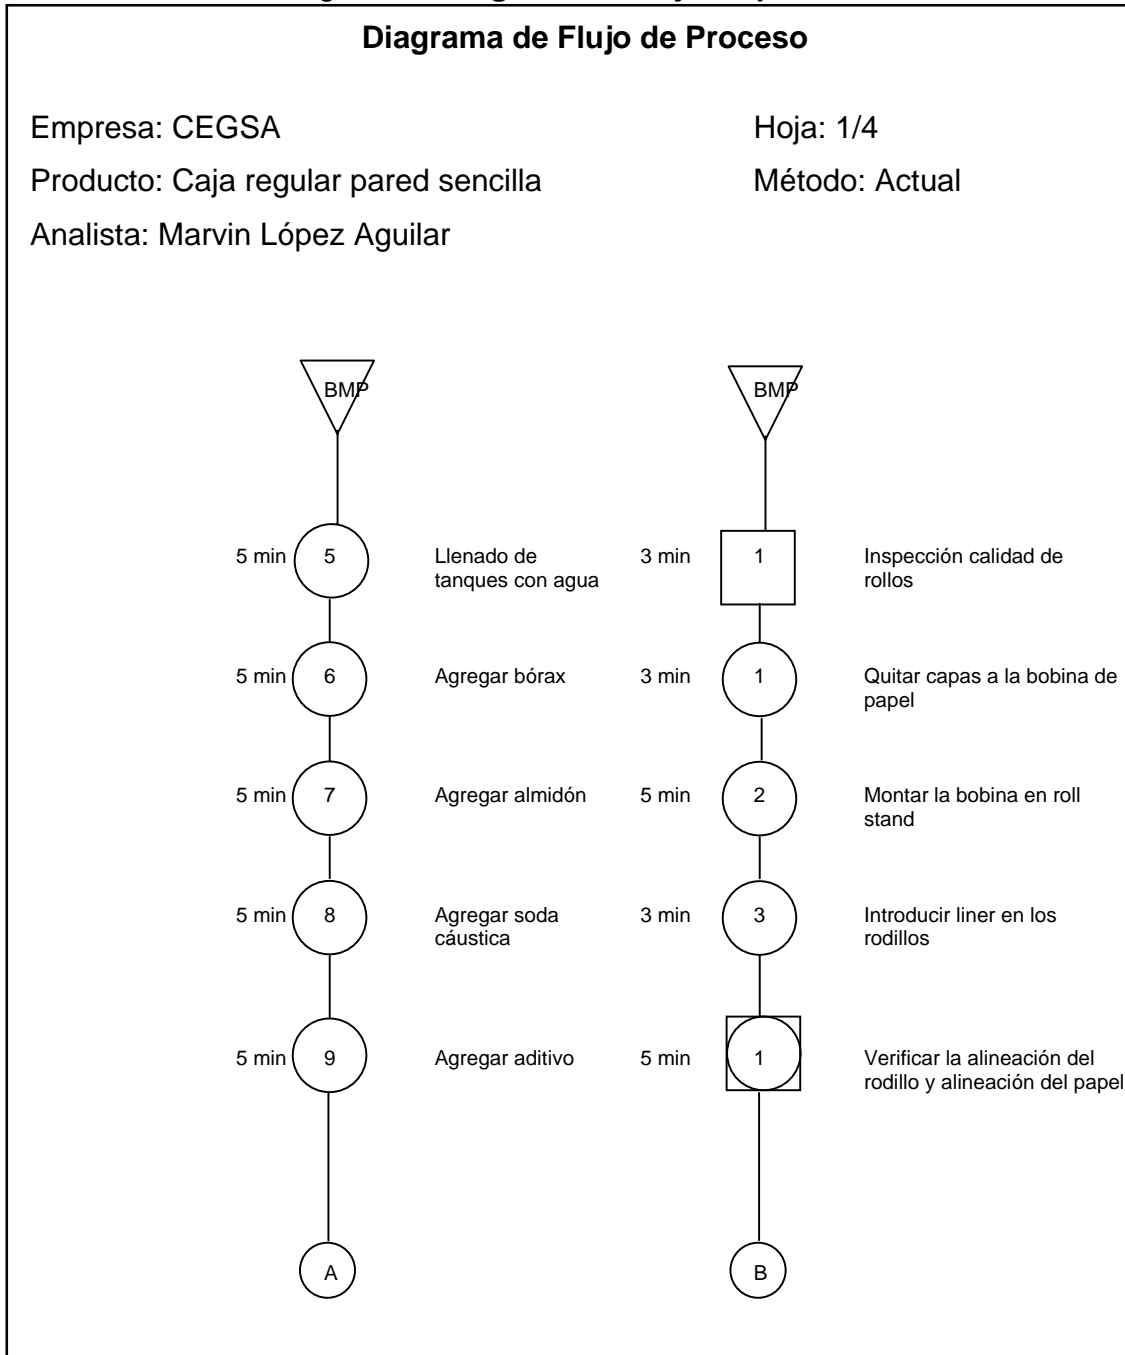 Diagrama de Flujo de Proceso
Empresa: CEGSA
Hoja: 1/4
Producto: Caja regular pared sencilla
Método: Actual
Analista: Marvin López Aguilar
BMP
BMP
5 min
5
Llenado de
tanques con agua
3 min
1
Inspección calidad de
rollos
5 min
6
Agregar bórax
3 min
1
Quitar capas a la bobina de
papel
5 min
7
Agregar almidón
5 min
2
Montar la bobina en roll
stand
5 min
8
Agregar soda
cáustica
3 min
3
Introducir liner en los
rodillos
5 min
9
Agregar aditivo
5 min
1
Verificar la alineación del
rodillo y alineación del papel
A
B